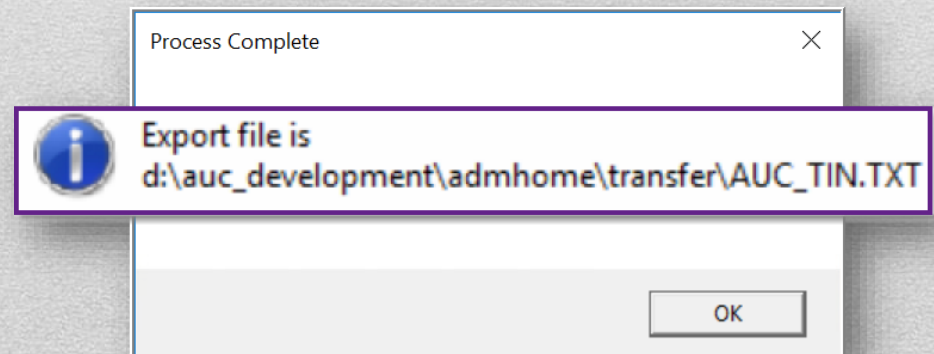 Process Complete
Export file is
d:\auc_development\admhome\transfer\AUC_TIN.TXT
OK